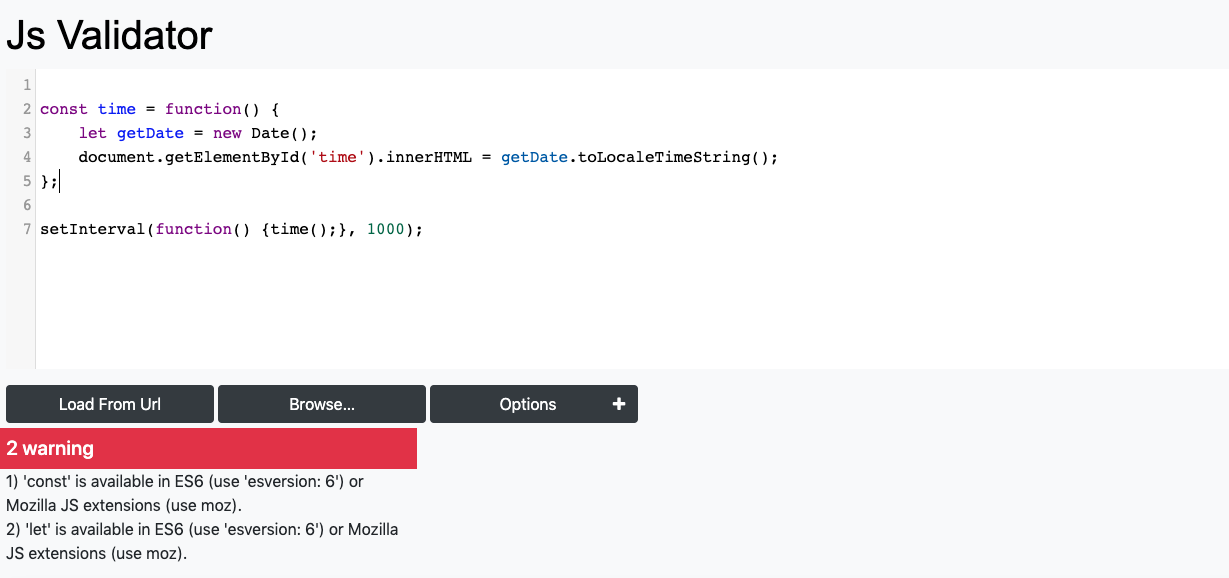 Js Validator
1
2 const time = function() {
3     let getDate = new Date();
4     document.getElementById('time').innerHTML = getDate.toLocaleTimeString();
5 };
6
7 setInterval(function() {time();}, 1000);
Load From Url Browse... Options +
2 warning
1) 'const' is available in ES6 (use 'esversion: 6') or
Mozilla JS extensions (use moz).
2) 'let' is available in ES6 (use 'esversion: 6') or Mozilla
JS extensions (use moz).